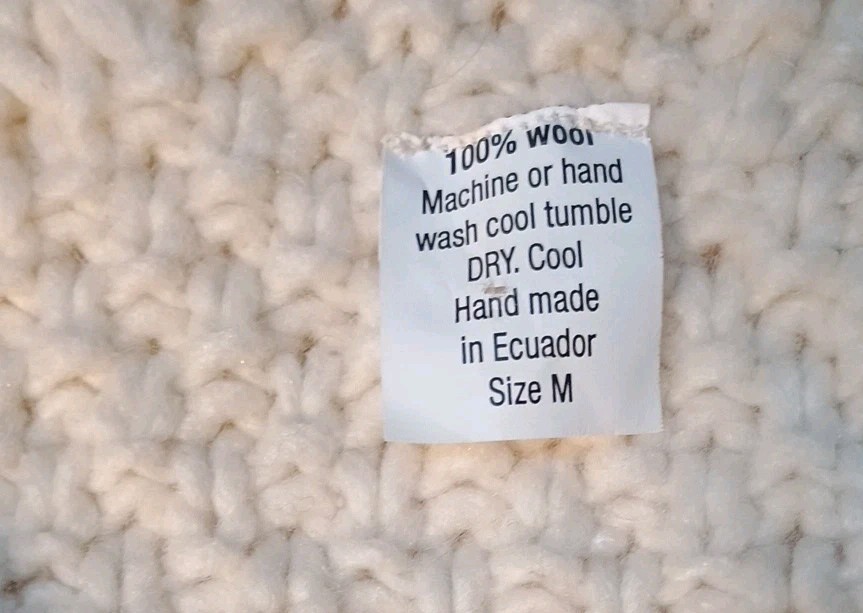 100% Wool
Machine or hand
wash cool tumble
DRY. Cool
Hand made
in Ecuador
Size M